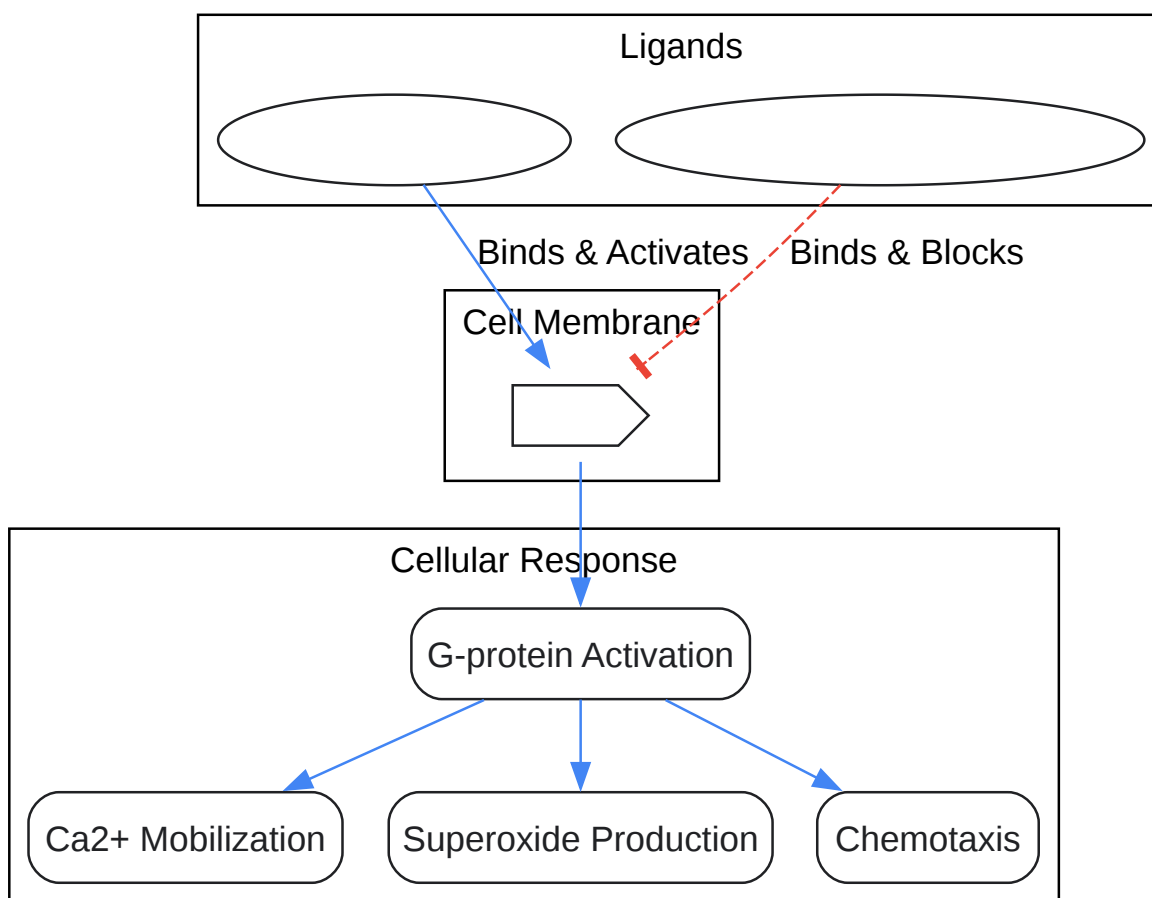 Ligands
Binds & Activates
Binds & Blocks
Cell Membrane
Cellular Response
G-protein Activation
Ca2+ Mobilization
Superoxide Production
Chemotaxis